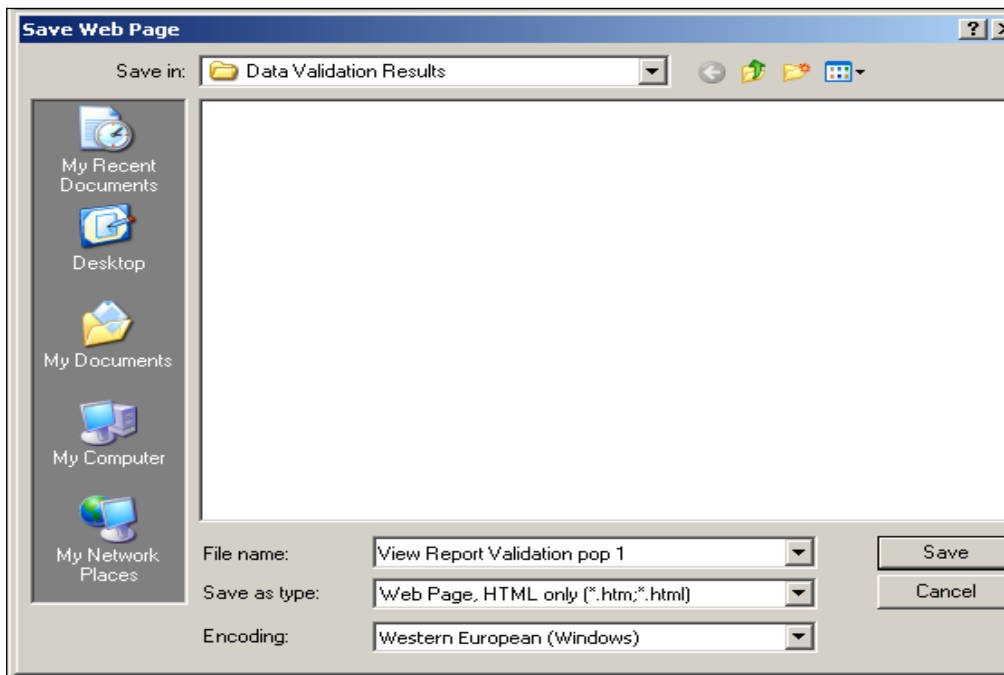 Save Web Page
Save in:
Data Validation Results
My Recent
Documents
Desktop
My Documents
My Computer
My Network
Places
File name:
View Report Validation pop 1
Save
Save as type:
Web Page, HTML only (*.htm;*.html)
Cancel
Encoding:
Western European (Windows)